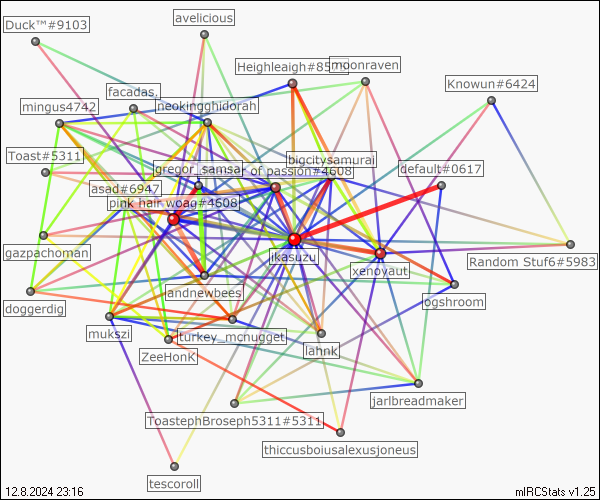 avelicious
Duck™#9103
Heighleaigh#85
moonraven
Knowun#6424
facadas.
mingus4742
neokingghidorah
Toast#5311
gregor_samsa
of passion#4608
bigcitysamurai
default#0617
asad#6947
pink hair woag#4608
gazpachoman
ikasuzu
xenoyaut
Random Stuf6#5983
andnewbees
ogshroom
doggerdig
mukszi
turkey_mcnugget
ZeeHonK
lahnk
jarlbreadmaker
ToastephBroseph5311#5311
thiccusboiusalexusjoneus
tescoroll
12.8.2024 23:16
mIRCStats v1.25